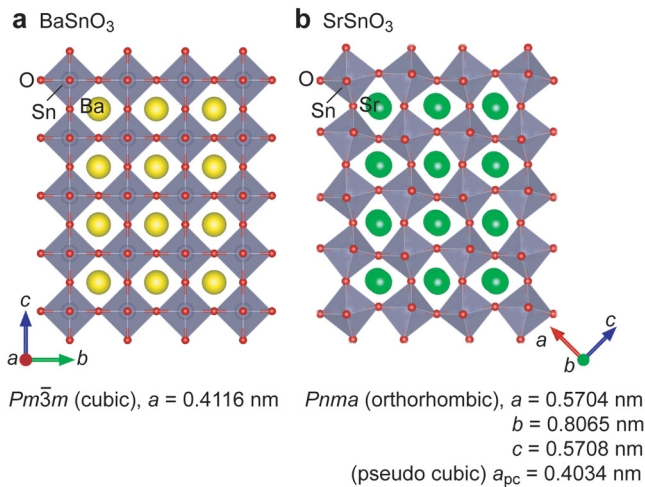 a BaSnO₃
O
Sn
Ba
c
a
b
Pm3̄m (cubic), a = 0.4116 nm
b SrSnO₃
O
Sn
Sr
a
b
c
Pnma (orthorhombic), a = 0.5704 nm
b = 0.8065 nm
c = 0.5708 nm
(pseudo cubic) aₚc = 0.4034 nm